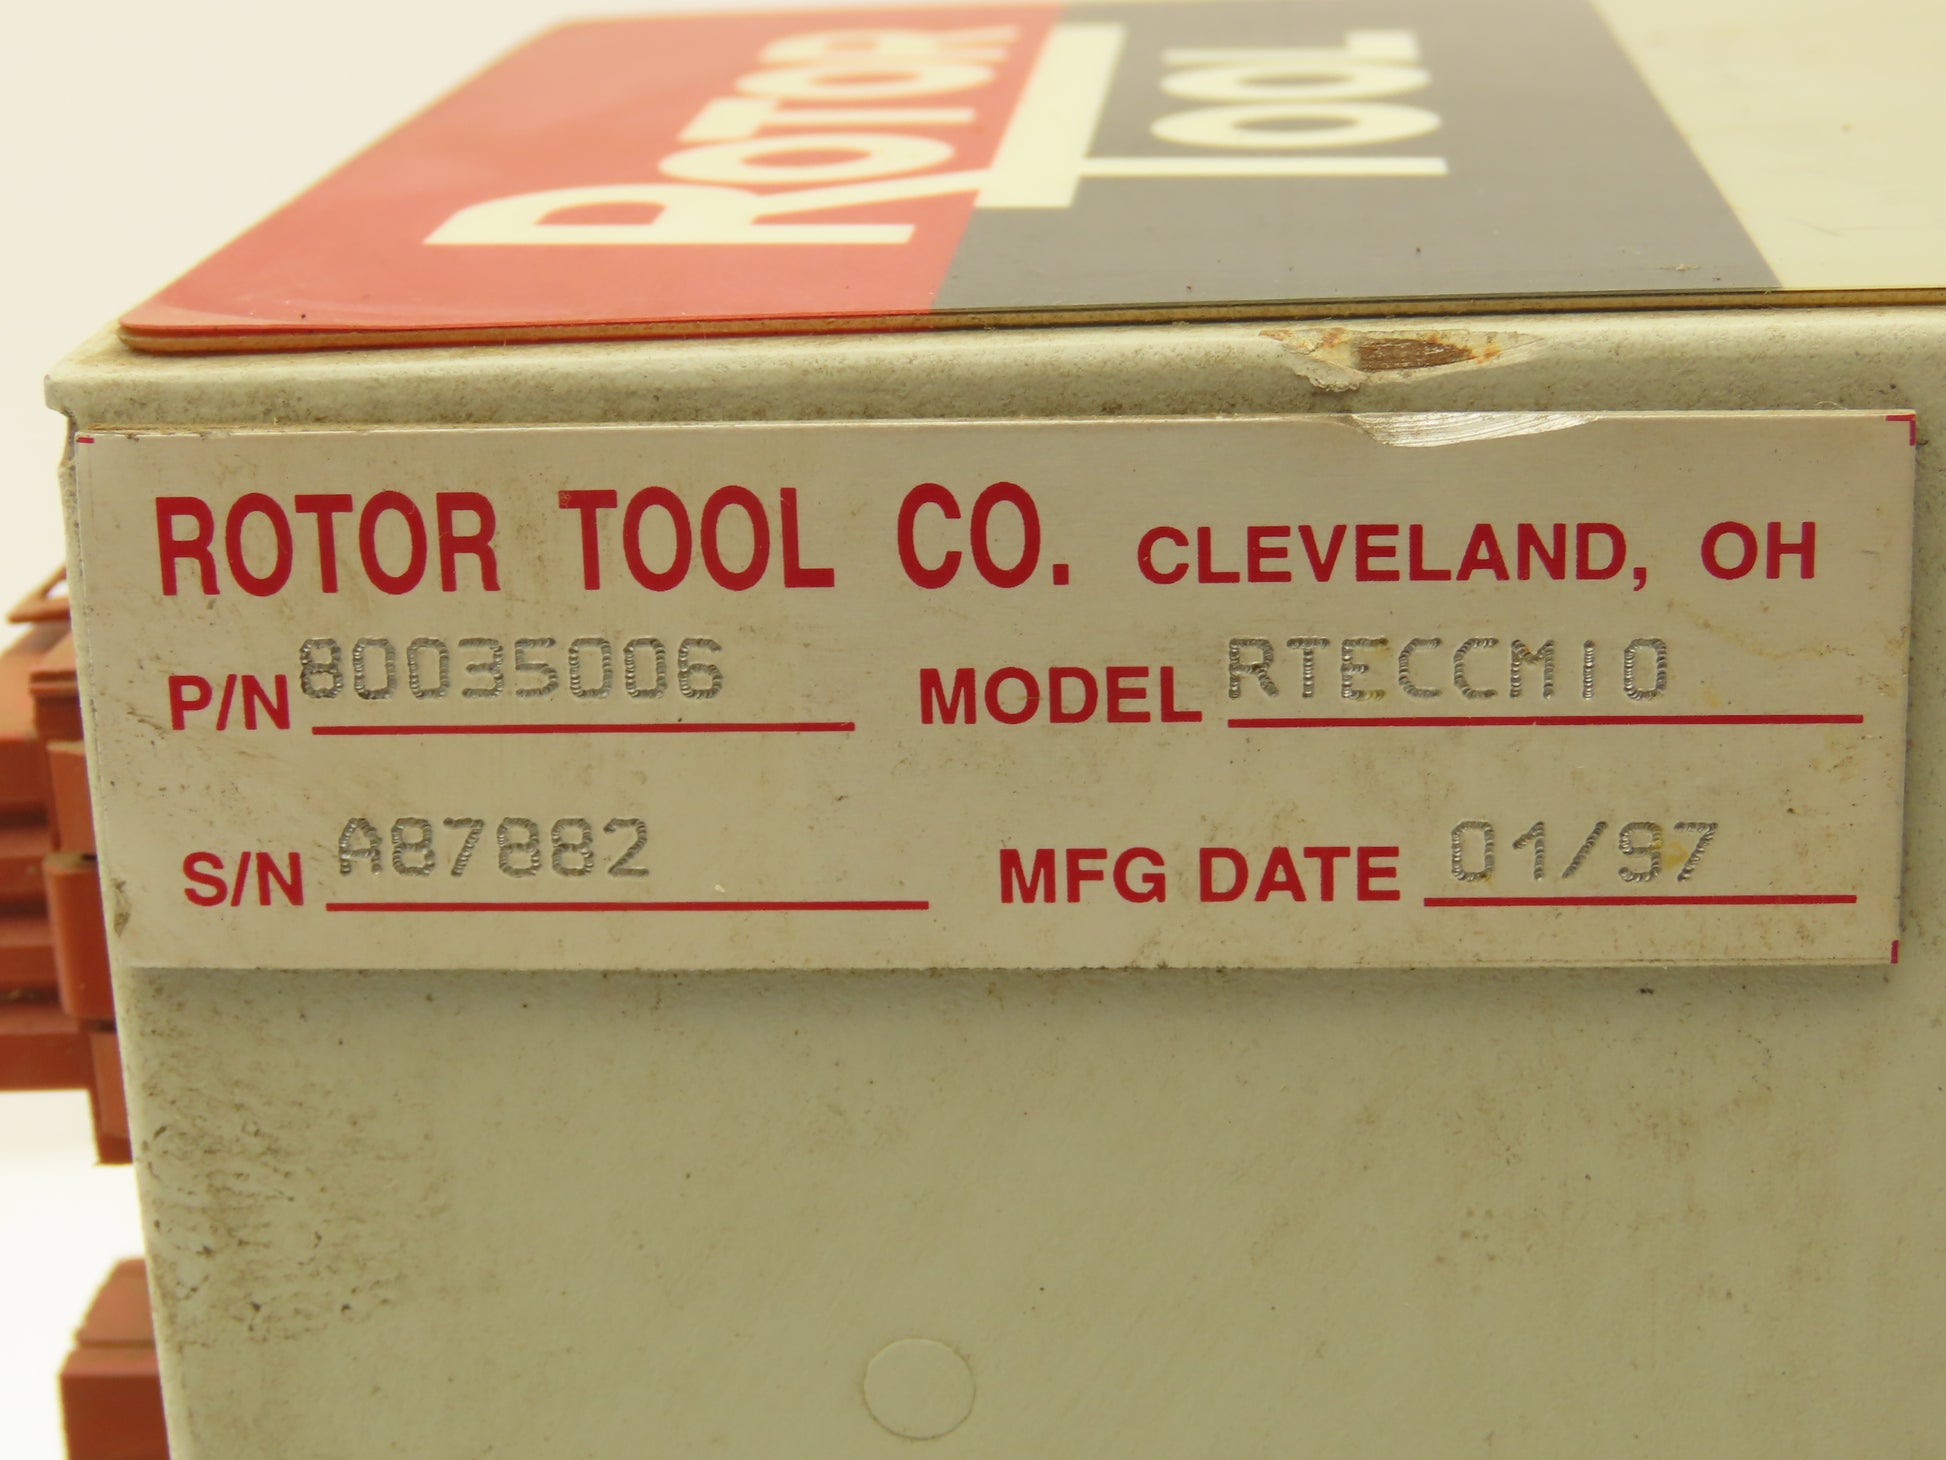 ROTOR
TOOL
ROTOR TOOL CO. CLEVELAND, OH
P/N 80035006 MODEL RTECCM10
S/N A87882 MFG DATE 01/97